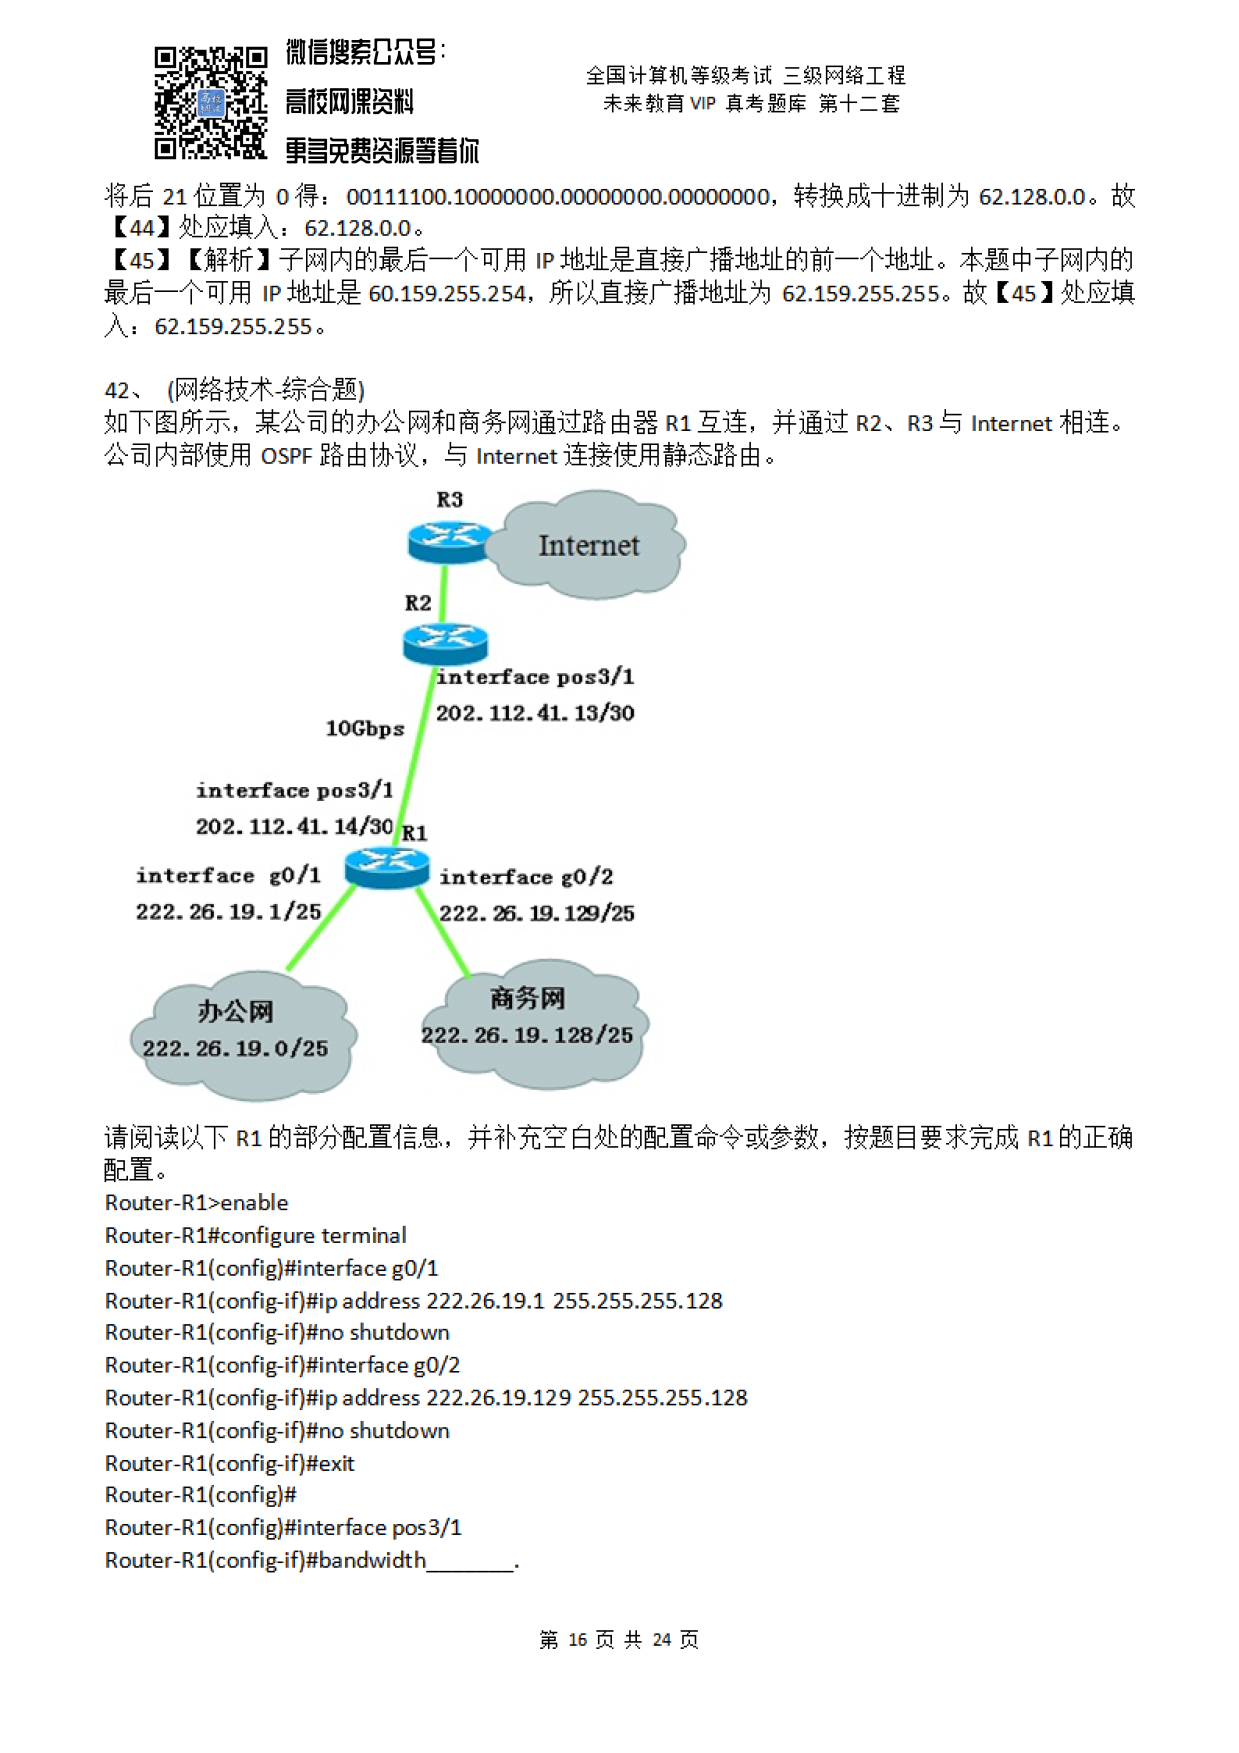 微信搜索公众号：
高校网课资料
更多免费资源等着你
全国计算机等级考试 三级网络工程
未来教育 VIP 真考题库 第十二套
将后 21 位置为 0 得：00111100.10000000.00000000.00000000，转换成十进制为 62.128.0.0。故
【44】处应填入：62.128.0.0。
【45】【解析】子网内的最后一个可用 IP 地址是直接广播地址的前一个地址。本题中子网内的
最后一个可用 IP 地址是 60.159.255.254，所以直接广播地址为 62.159.255.255。故【45】处应填
入：62.159.255.255。
42、 (网络技术-综合题)
如下图所示，某公司的办公网和商务网通过路由器 R1 互连，并通过 R2、R3 与 Internet 相连。
公司内部使用 OSPF 路由协议，与 Internet 连接使用静态路由。
R3
Internet
R2
interface pos3/1
202.112.41.13/30
10Gbps
interface pos3/1
202.112.41.14/30
R1
interface g0/1
222.26.19.1/25
interface g0/2
222.26.19.129/25
办公网
222.26.19.0/25
商务网
222.26.19.128/25
请阅读以下 R1 的部分配置信息，并补充空白处的配置命令或参数，按题目要求完成 R1 的正确
配置。
Router-R1>enable
Router-R1#configure terminal
Router-R1(config)#interface g0/1
Router-R1(config-if)#ip address 222.26.19.1 255.255.255.128
Router-R1(config-if)#no shutdown
Router-R1(config-if)#interface g0/2
Router-R1(config-if)#ip address 222.26.19.129 255.255.255.128
Router-R1(config-if)#no shutdown
Router-R1(config-if)#exit
Router-R1(config)#
Router-R1(config)#interface pos3/1
Router-R1(config-if)#bandwidth_______.
第 16 页 共 24 页